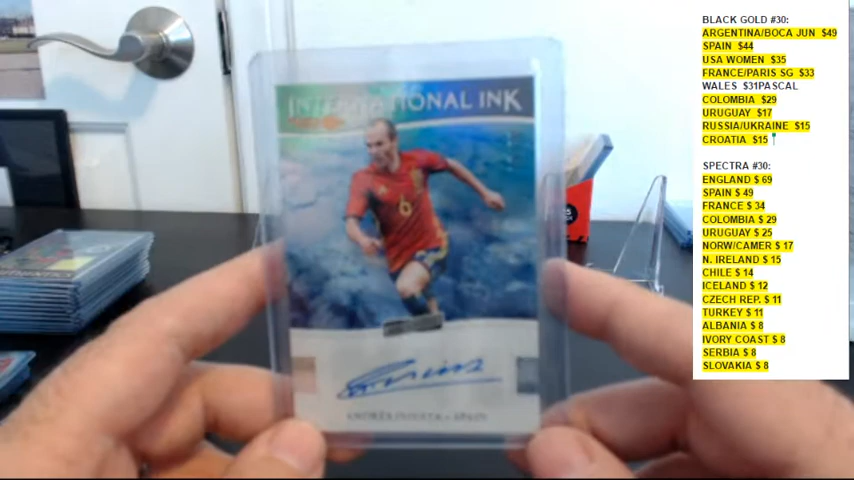 INTERNATIONAL INK
6
ANDRÉS INIESTA - SPAIN
BLACK GOLD #30:
ARGENTINA/BOCA JUN $49
SPAIN $44
USA WOMEN $35
FRANCE/PARIS SG $33
WALES $31PASCAL
COLOMBIA $29
URUGUAY $17
RUSSIA/UKRAINE $15
CROATIA $15
SPECTRA #30:
ENGLAND $ 69
SPAIN $ 49
FRANCE $ 34
COLOMBIA $ 29
URUGUAY $ 25
NORW/CAMER $ 17
N. IRELAND $ 15
CHILE $ 14
ICELAND $ 12
CZECH REP. $ 11
TURKEY $ 11
ALBANIA $ 8
IVORY COAST $ 8
SERBIA $ 8
SLOVAKIA $ 8